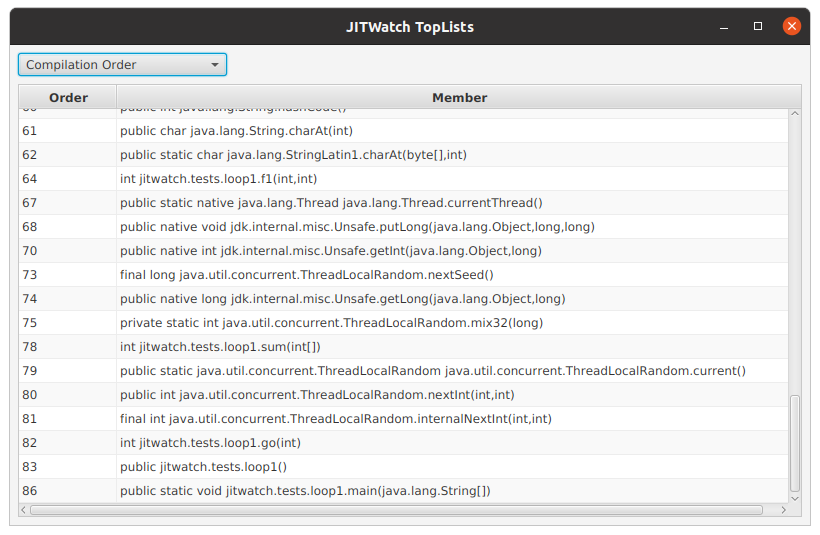 JITWatch TopLists
Compilation Order
Order Member
61 public char java.lang.String.charAt(int)
62 public static char java.lang.StringLatin1.charAt(byte[],int)
64 int jitwatch.tests.loop1.f1(int,int)
67 public static native java.lang.Thread java.lang.Thread.currentThread()
68 public native void jdk.internal.misc.Unsafe.putLong(java.lang.Object,long,long)
70 public native int jdk.internal.misc.Unsafe.getInt(java.lang.Object,long)
73 final long java.util.concurrent.ThreadLocalRandom.nextSeed()
74 public native long jdk.internal.misc.Unsafe.getLong(java.lang.Object,long)
75 private static int java.util.concurrent.ThreadLocalRandom.mix32(long)
78 int jitwatch.tests.loop1.sum(int[])
79 public static java.util.concurrent.ThreadLocalRandom java.util.concurrent.ThreadLocalRandom.current()
80 public int java.util.concurrent.ThreadLocalRandom.nextInt(int,int)
81 final int java.util.concurrent.ThreadLocalRandom.internalNextInt(int,int)
82 int jitwatch.tests.loop1.go(int)
83 public jitwatch.tests.loop1()
86 public static void jitwatch.tests.loop1.main(java.lang.String[])